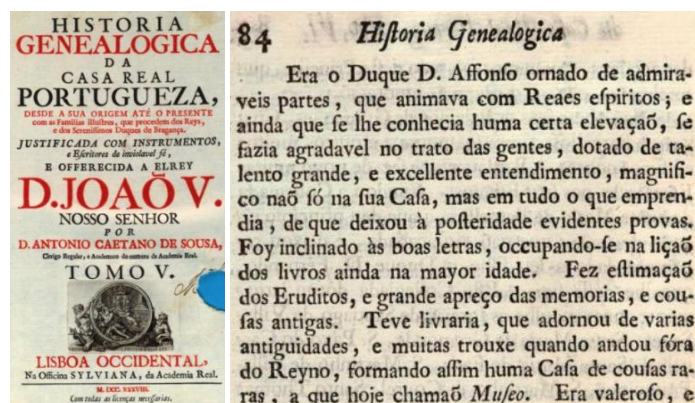 HISTORIA
GENEALOGICA
DA
CASA REAL
PORTUGUEZA,
DESDE A SUA ORIGEM ATÉ O PRESENTE
com as Familias illustres, que procedem dos Reys,
e dos Serenissimos Duques de Bragança.
JUSTIFICADA COM INSTRUMENTOS,
e Escritores de inviolavel fé,
E OFFERECIDA A ELREY
D.JOAÕ V.
NOSSO SENHOR
POR
D. ANTONIO CAETANO DE SOUSA,
Clerigo Regular, e Academico do numero da Academia Real.
TOMO V.
LISBOA OCCIDENTAL,
Na Officina SYLVIANA, da Academia Real.
M. DCC. XXXVIII.
Com todas as licenças necessarias.
84 Hiſtoria Genealogica
Era o Duque D. Affonſo ornado de admira-
veis partes, que animava com Reaes eſpiritos; e
ainda que ſe lhe conhecia huma certa elevaçaõ, ſe
fazia agradavel no trato das gentes, dotado de ta-
lento grande, e excellente entendimento, magnifi-
co naõ ſó na ſua Caſa, mas em tudo o que empren-
dia, de que deixou à poſteridade evidentes provas.
Foy inclinado às boas letras, occupando-ſe na liçaõ
dos livros ainda na mayor idade. Fez eſtimaçaõ
dos Eruditos, e grande apreço das memorias, e cou-
ſas antigas. Teve livraria, que adornou de varias
antiguidades, e muitas trouxe quando andou fóra
do Reyno, formando aſſim huma Caſa de couſas ra-
ras, a que hoje chamaõ Muſeo. Era valeroſo, e